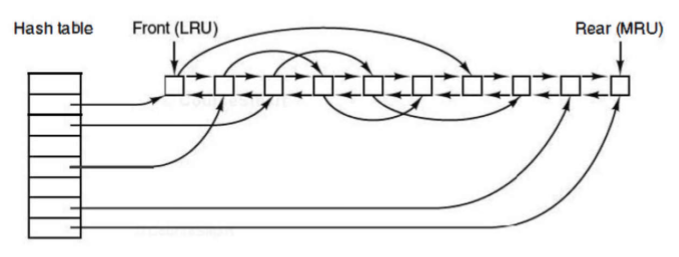 Hash table
Front (LRU)
Rear (MRU)